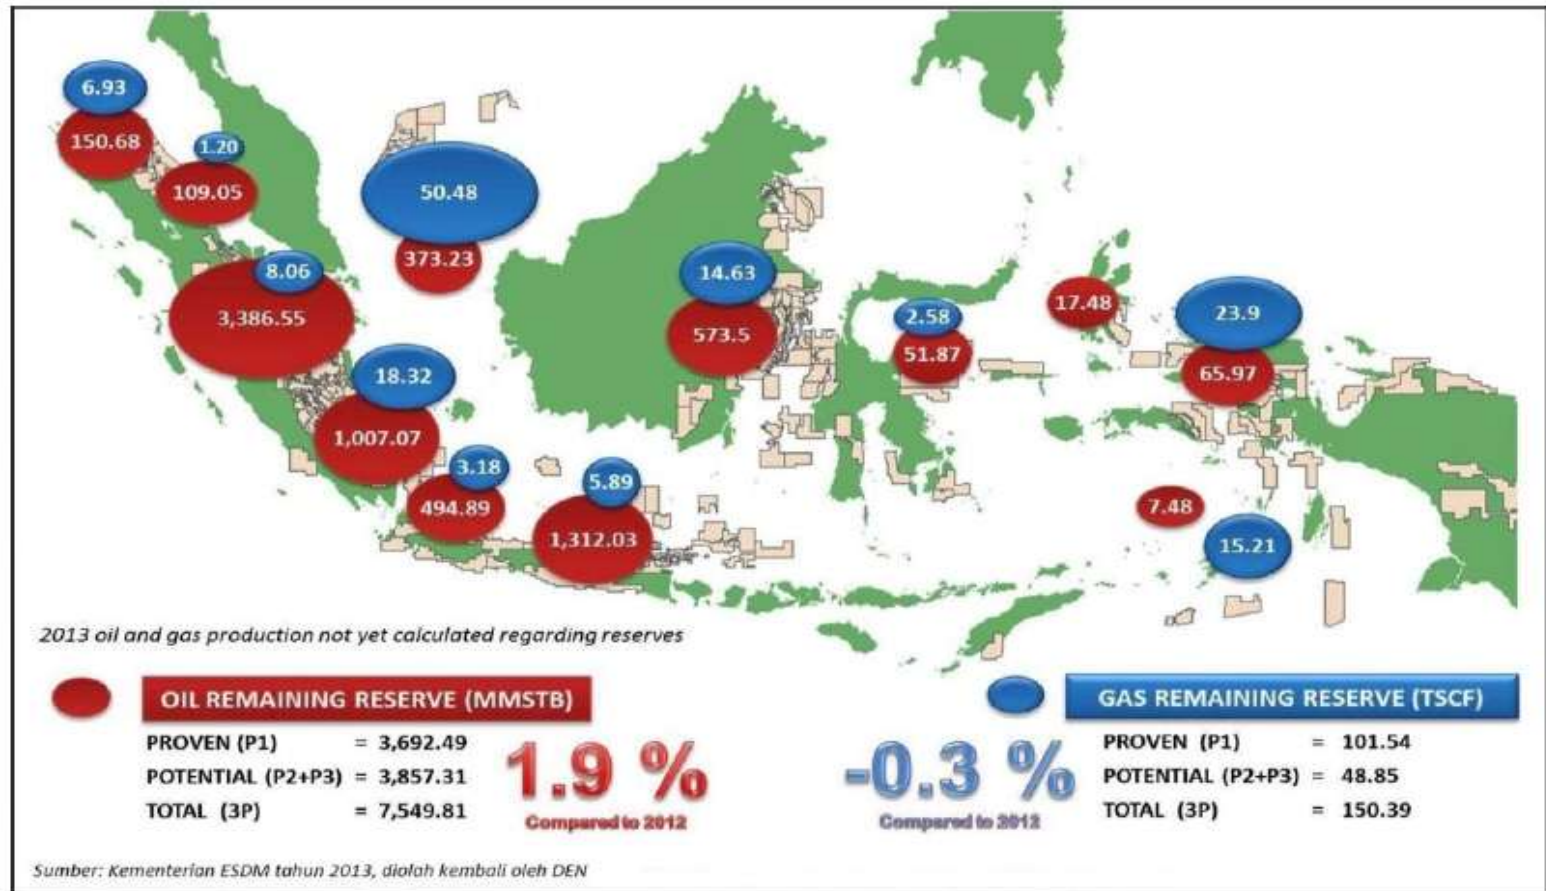 6.93
150.68
1.20
109.05
50.48
373.23
8.06
3,386.55
14.63
573.5
2.58
51.87
17.48
23.9
65.97
18.32
1,007.07
3.18
494.89
5.89
1,312.03
7.48
15.21
2013 oil and gas production not yet calculated regarding reserves
OIL REMAINING RESERVE (MMSTB)
PROVEN (P1) = 3,692.49
POTENTIAL (P2+P3) = 3,857.31
TOTAL (3P) = 7,549.81
1.9 %
Compared to 2012
-0.3 %
Compared to 2012
GAS REMAINING RESERVE (TSCF)
PROVEN (P1) = 101.54
POTENTIAL (P2+P3) = 48.85
TOTAL (3P) = 150.39
Sumber: Kementerian ESDM tahun 2013, diolah kembali oleh DEN